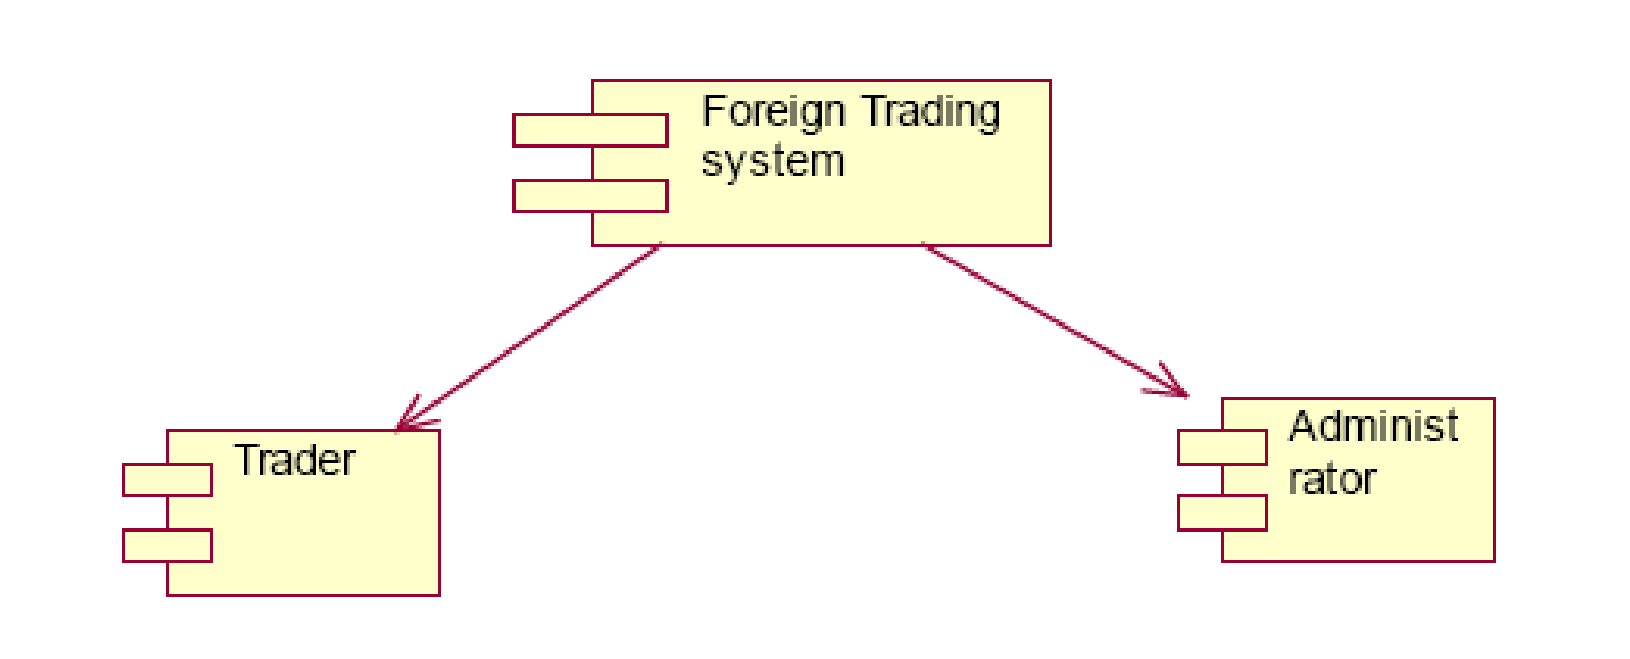 Foreign Trading
system
Trader
Administ
rator